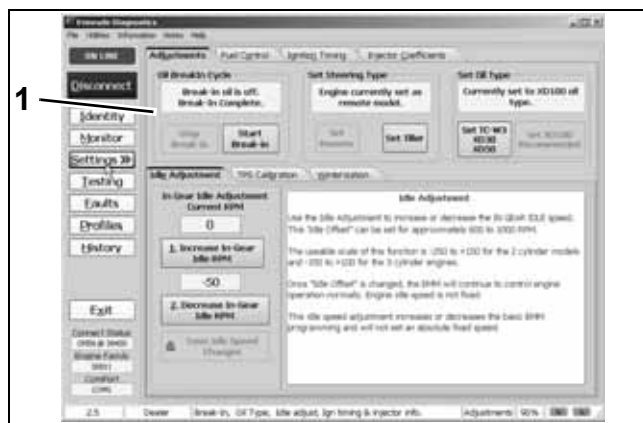 1
Evinrude Diagnostics
File Utilities Information Notes Help
ON LINE
Adjustments Fuel Control Ignition Timing Injector Coefficients
Disconnect
Identity
Monitor
Settings »
Testing
Faults
Profiles
History
Exit
Oil BreakIn Cycle
Break-in oil is off.
Break-In Complete.
Stop
Break-in
Start
Break-in
Set Steering Type
Engine currently set as
remote model.
Set
Remote
Set Tiller
Set Oil Type
Currently set to XD100 oil
type.
Set TC-W3
XD30
XD50
Set XD100
Recommended
Idle Adjustment TPS Calibration Winterization
In-Gear Idle Adjustment
Current RPM
0
1. Increase In-Gear
Idle RPM
-50
2. Decrease In-Gear
Idle RPM
Save Idle Speed
Changes
Idle Adjustment
Use the Idle Adjustment to increase or decrease the IN GEAR IDLE speed.
This "Idle Offset" can be set for approximately 600 to 1000 RPM.
The useable scale of this function is
for the 2 cylinder models
for the 3 cylinder engines.
Once "Idle Offset" is changed, the EMM will continue to control engine
operation normally. Engine idle speed is not fixed.
This idle speed adjustment increases or decreases the basic EMM
programming and will not set an absolute fixed speed.
Connect Status
Engine Family
ComPort
COM1
2.5 Dealer Break-in, Oil Type, Idle adjust, Ign timing & injector info. Adjustments 90%